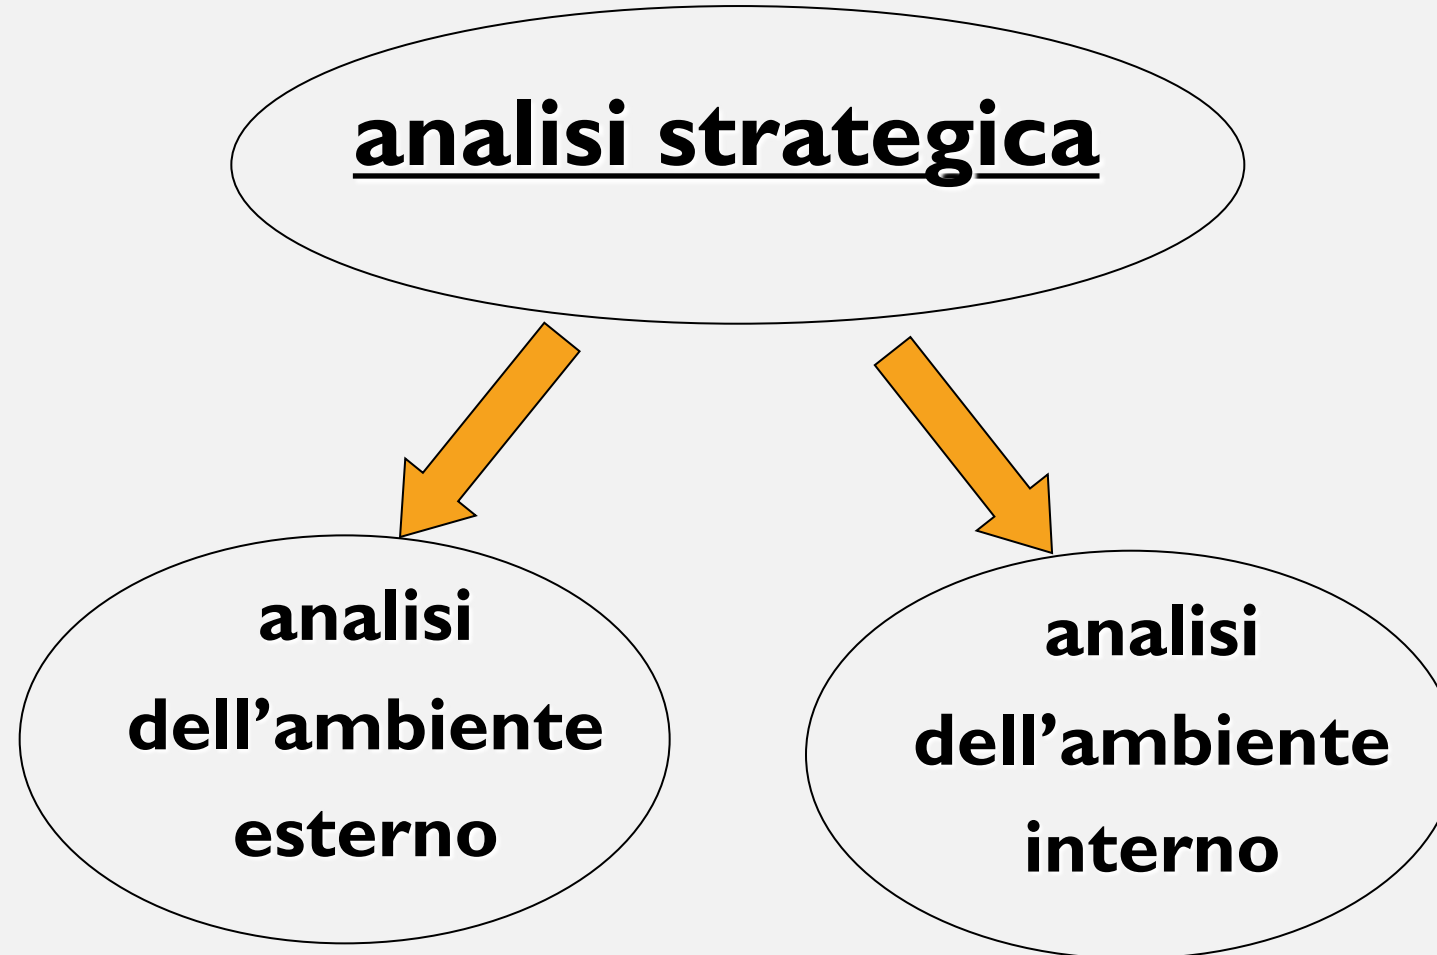 analisi strategica
analisi
dell’ambiente
esterno
analisi
dell’ambiente
interno